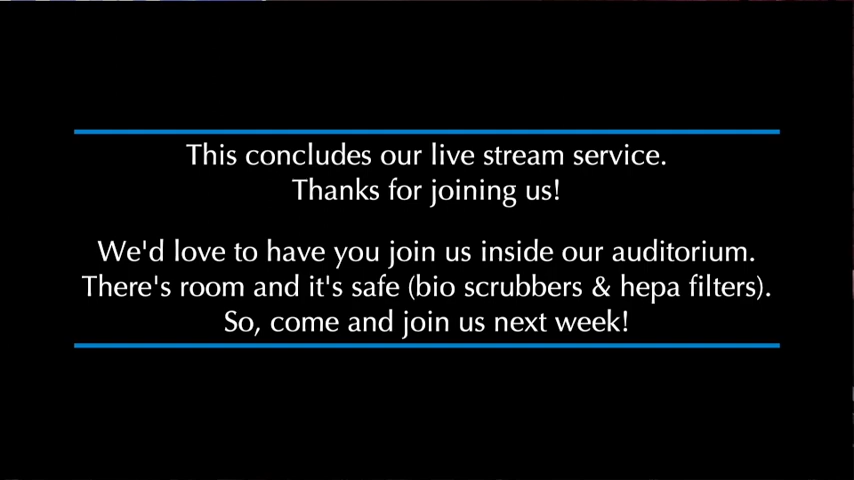 This concludes our live stream service.
Thanks for joining us!
We'd love to have you join us inside our auditorium.
There's room and it's safe (bio scrubbers & hepa filters).
So, come and join us next week!